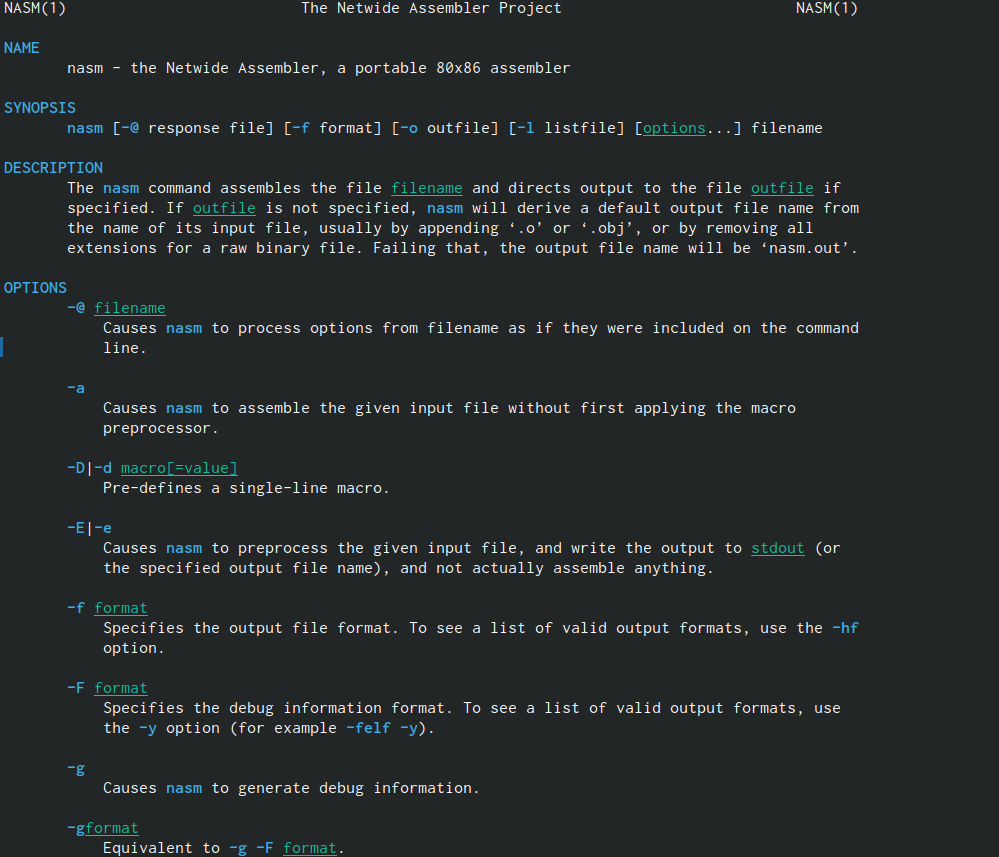 NASM(1) The Netwide Assembler Project NASM(1)
NAME
nasm - the Netwide Assembler, a portable 80x86 assembler
SYNOPSIS
nasm [-@ response file] [-f format] [-o outfile] [-l listfile] [options...] filename
DESCRIPTION
The nasm command assembles the file filename and directs output to the file outfile if
specified. If outfile is not specified, nasm will derive a default output file name from
the name of its input file, usually by appending ‘.o’ or ‘.obj’, or by removing all
extensions for a raw binary file. Failing that, the output file name will be ‘nasm.out’.
OPTIONS
-@ filename
Causes nasm to process options from filename as if they were included on the command
line.
-a
Causes nasm to assemble the given input file without first applying the macro
preprocessor.
-D|-d macro[=value]
Pre-defines a single-line macro.
-E|-e
Causes nasm to preprocess the given input file, and write the output to stdout (or
the specified output file name), and not actually assemble anything.
-f format
Specifies the output file format. To see a list of valid output formats, use the -hf
option.
-F format
Specifies the debug information format. To see a list of valid output formats, use
the -y option (for example -felf -y).
-g
Causes nasm to generate debug information.
-gformat
Equivalent to -g -F format.